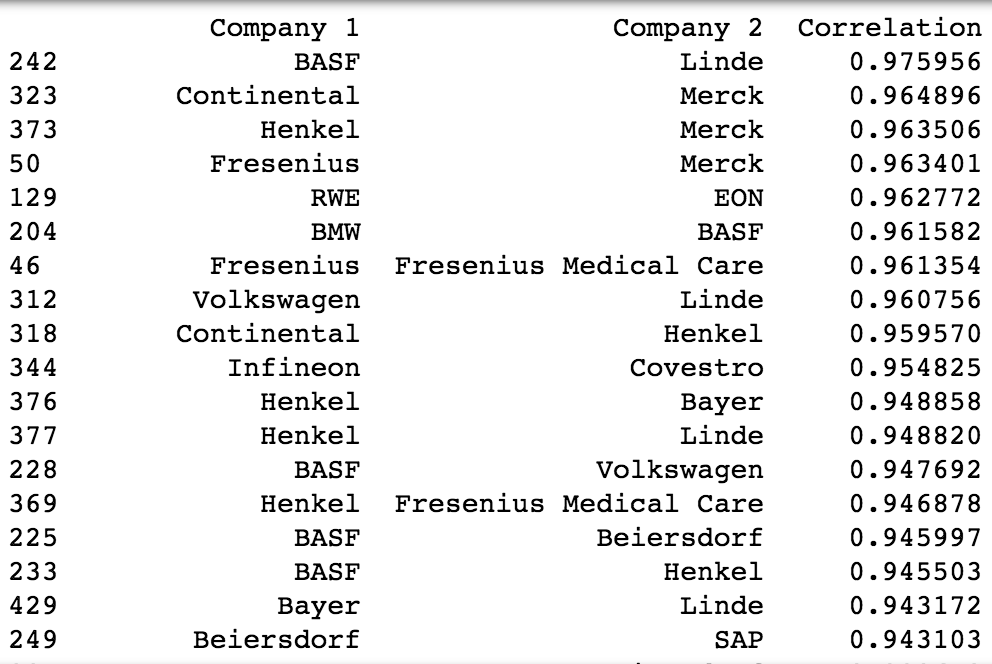 Company 1 Company 2 Correlation
242 BASF Linde 0.975956
323 Continental Merck 0.964896
373 Henkel Merck 0.963506
50 Fresenius Merck 0.963401
129 RWE EON 0.962772
204 BMW BASF 0.961582
46 Fresenius Fresenius Medical Care 0.961354
312 Volkswagen Linde 0.960756
318 Continental Henkel 0.959570
344 Infineon Covestro 0.954825
376 Henkel Bayer 0.948858
377 Henkel Linde 0.948820
228 BASF Volkswagen 0.947692
369 Henkel Fresenius Medical Care 0.946878
225 BASF Beiersdorf 0.945997
233 BASF Henkel 0.945503
429 Bayer Linde 0.943172
249 Beiersdorf SAP 0.943103